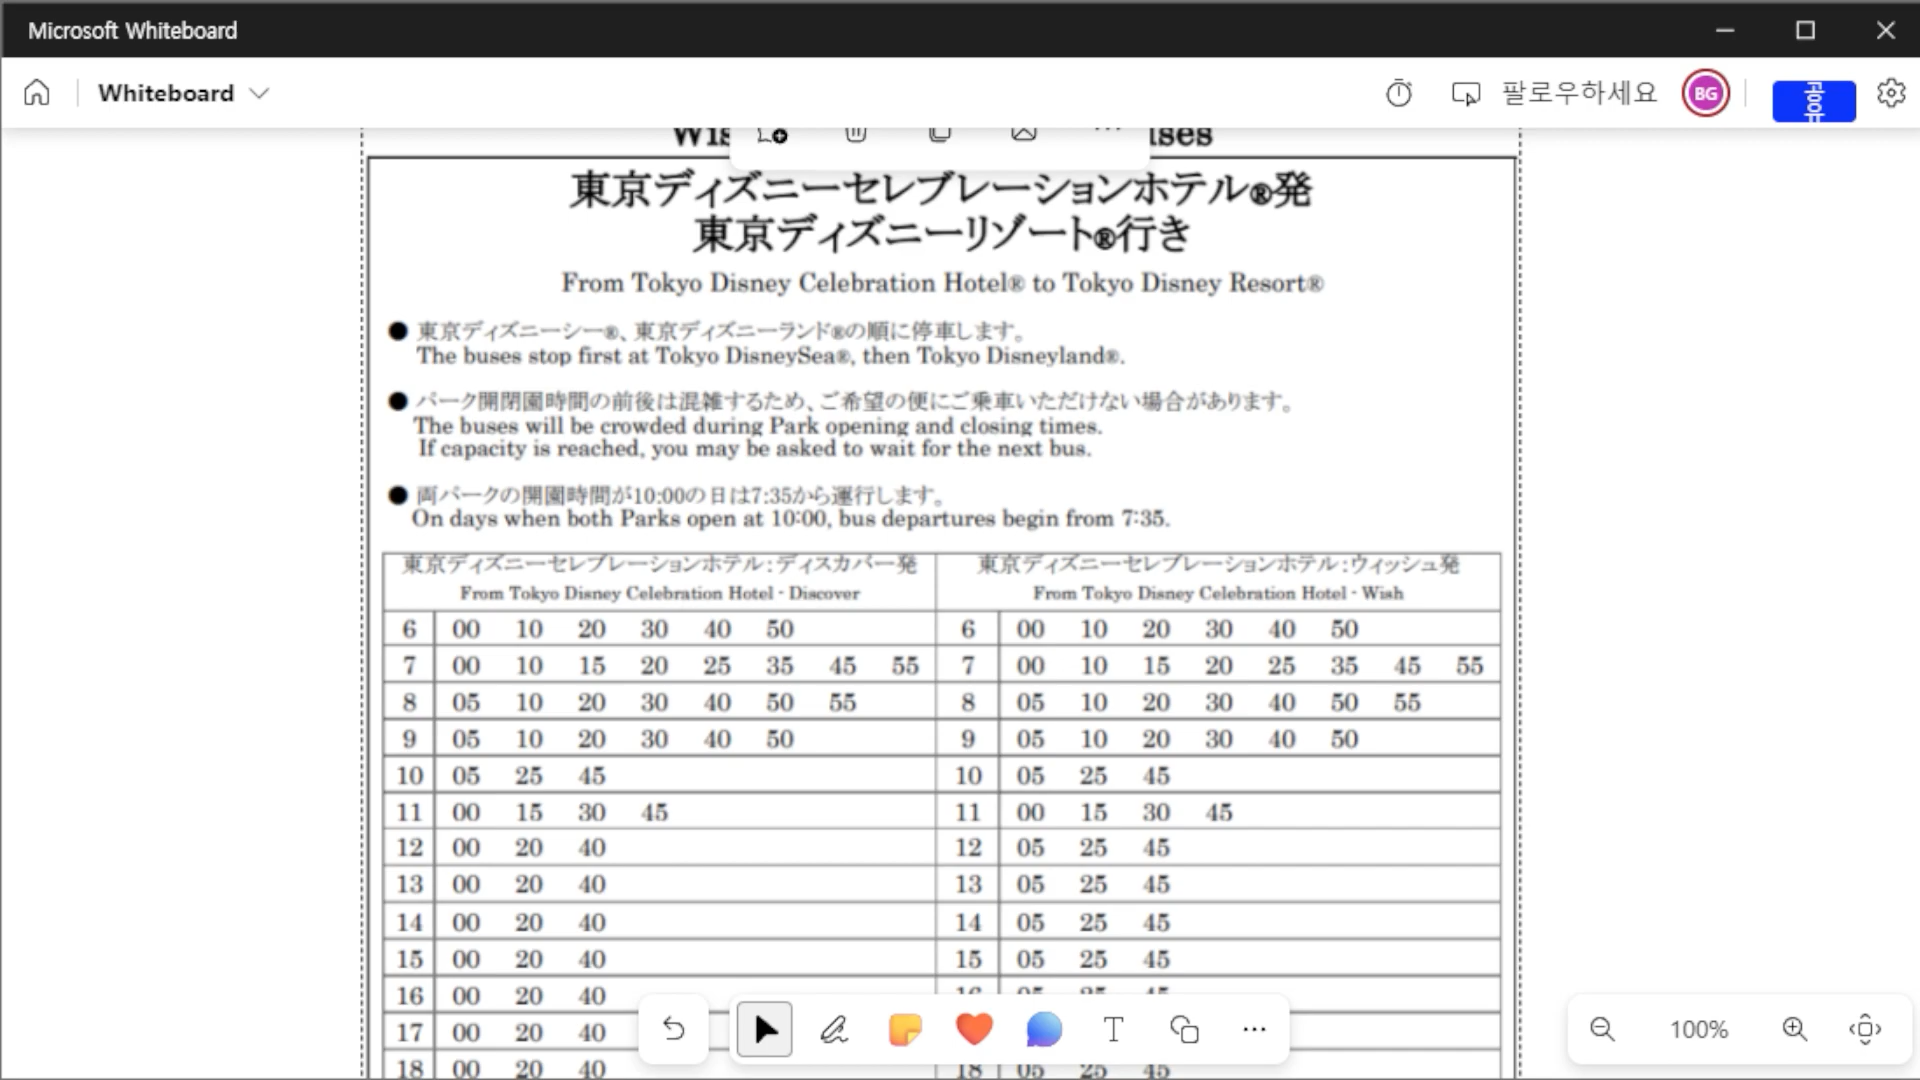 Microsoft Whiteboard
Whiteboard
팔로우하세요
BG
공유
東京ディズニーセレブレーションホテル®発
東京ディズニーリゾート®行き
From Tokyo Disney Celebration Hotel® to Tokyo Disney Resort®
● 東京ディズニーシー®、東京ディズニーランド®の順に停車します。
The buses stop first at Tokyo DisneySea®, then Tokyo Disneyland®.
● パーク開閉園時間の前後は混雑するため、ご希望の便にご乗車いただけない場合があります。
The buses will be crowded during Park opening and closing times.
If capacity is reached, you may be asked to wait for the next bus.
● 両パークの開園時間が10:00の日は7:35から運行します。
On days when both Parks open at 10:00, bus departures begin from 7:35.
東京ディズニーセレブレーションホテル：ディスカバー発 東京ディズニーセレブレーションホテル：ウィッシュ発
From Tokyo Disney Celebration Hotel - Discover From Tokyo Disney Celebration Hotel - Wish
6 00 10 20 30 40 50 6 00 10 20 30 40 50
7 00 10 15 20 25 35 45 55 7 00 10 15 20 25 35 45 55
8 05 10 20 30 40 50 55 8 05 10 20 30 40 50 55
9 05 10 20 30 40 50 9 05 10 20 30 40 50
10 05 25 45 10 05 25 45
11 00 15 30 45 11 00 15 30 45
12 00 20 40 12 05 25 45
13 00 20 40 13 05 25 45
14 00 20 40 14 05 25 45
15 00 20 40 15 05 25 45
16 00 20 40
17 00 20 40
18 00 20 40 18 05 25 45
100%